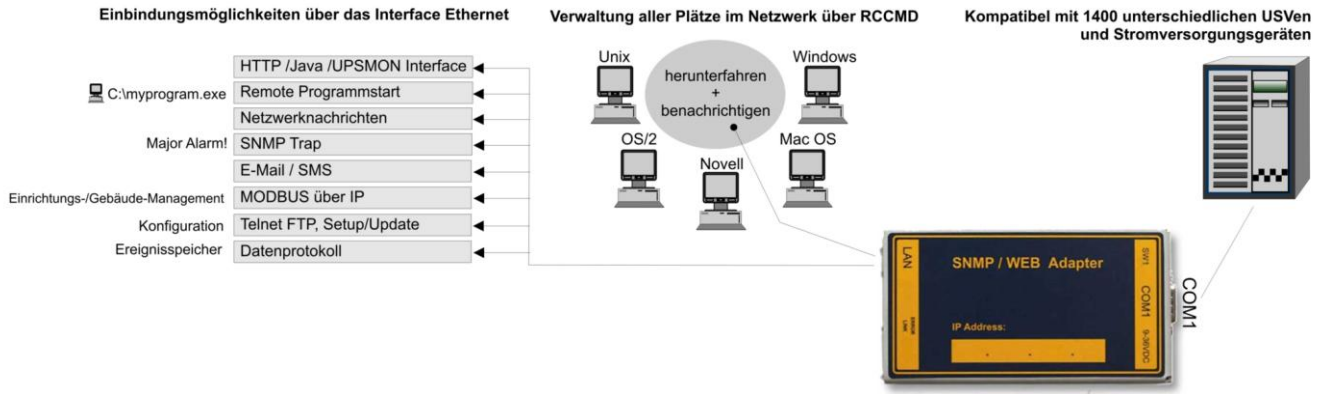 Einbindungsmöglichkeiten über das Interface Ethernet
HTTP /Java /UPSMON Interface
C:\myprogram.exe Remote Programmstart
Netzwerknachrichten
Major Alarm! SNMP Trap
E-Mail / SMS
Einrichtungs-/Gebäude-Management MODBUS über IP
Konfiguration Telnet FTP, Setup/Update
Ereignisspeicher Datenprotokoll
Verwaltung aller Plätze im Netzwerk über RCCMD
Unix
Windows
herunterfahren
+
benachrichtigen
OS/2
Mac OS
Novell
Kompatibel mit 1400 unterschiedlichen USVen
und Stromversorgungsgeräten
LAN
ERROR
LINK
SNMP / WEB Adapter
IP Address:
. . .
SW1 COM1 9-36VDC
COM1